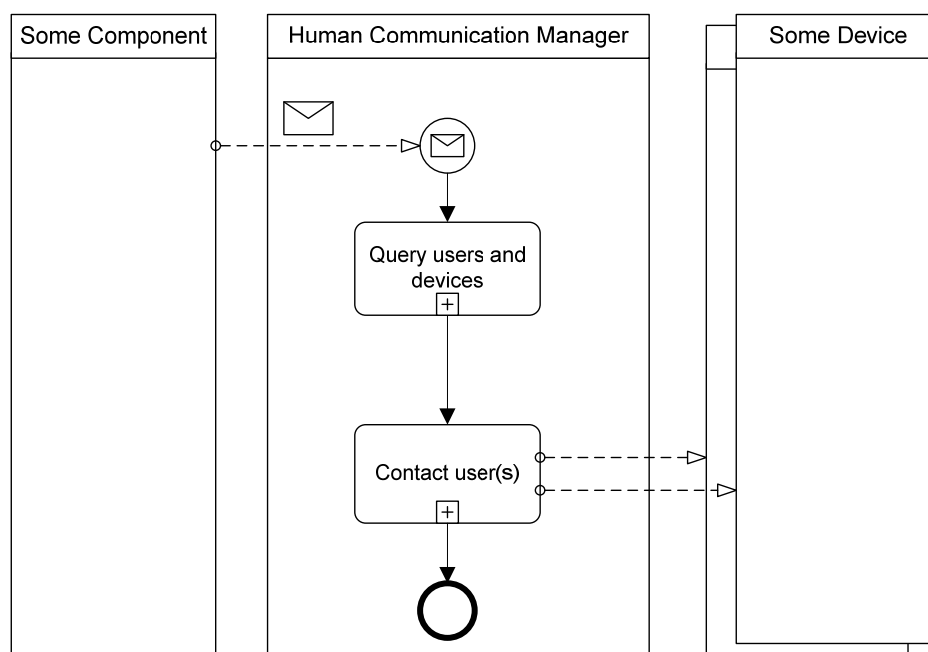 Some Component
Human Communication Manager
Some Device
Query users and
devices
Contact user(s)